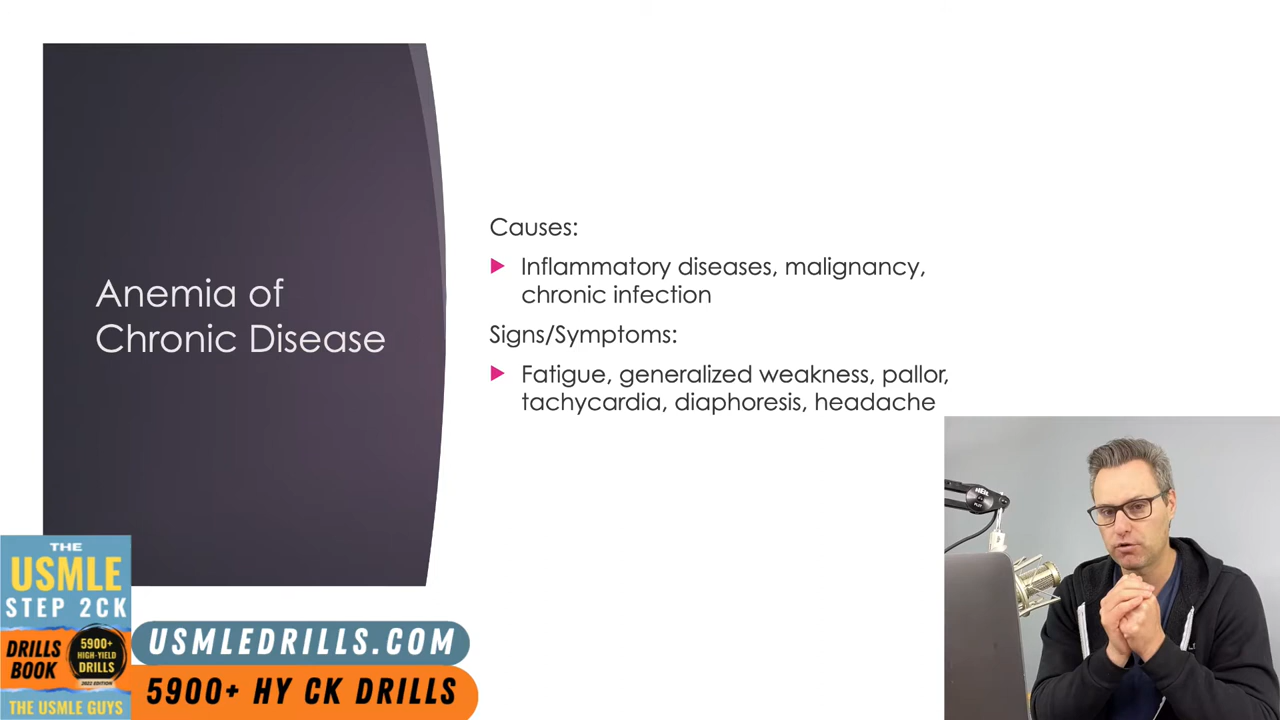 Anemia of
Chronic Disease
Causes:
Inflammatory diseases, malignancy,
chronic infection
Signs/Symptoms:
Fatigue, generalized weakness, pallor,
tachycardia, diaphoresis, headache
THE
USMLE
STEP 2CK
DRILLS
BOOK
5900+
HIGH-YIELD
DRILLS
2022 EDITION
THE USMLE GUYS
USMLEDRILLS.COM
5900+ HY CK DRILLS